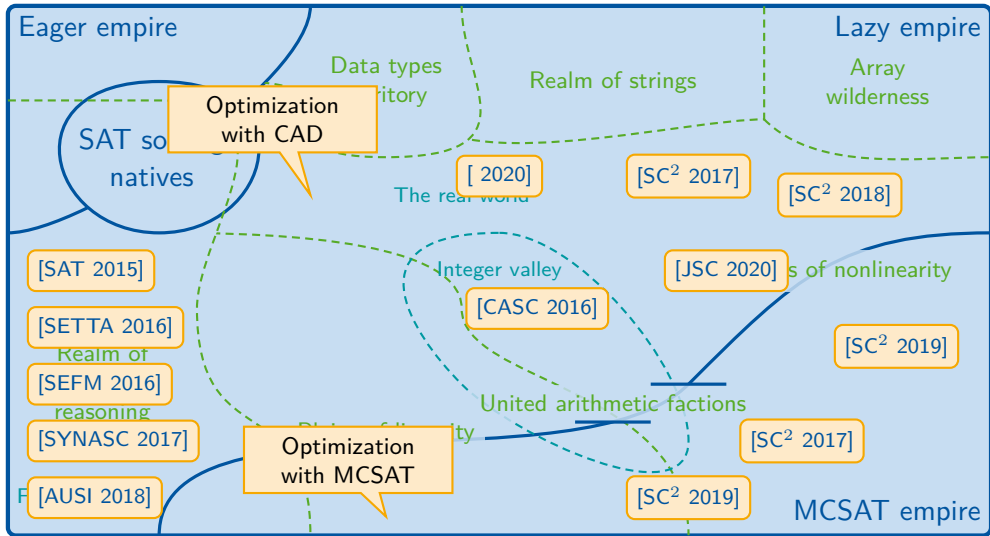 Eager empire
Lazy empire
Data types
Realm of strings
Array
wilderness
Optimization
with CAD
SAT
natives
[ 2020]
[SC² 2017]
[SC² 2018]
The real
[SAT 2015]
Integer valley
[JSC 2020]
of nonlinearity
[CASC 2016]
[SETTA 2016]
[SC² 2019]
Realm of
[SEFM 2016]
reasoning
United arithmetic factions
[SYNASC 2017]
Optimization
with MCSAT
[SC² 2017]
[AUSI 2018]
[SC² 2019]
MCSAT empire